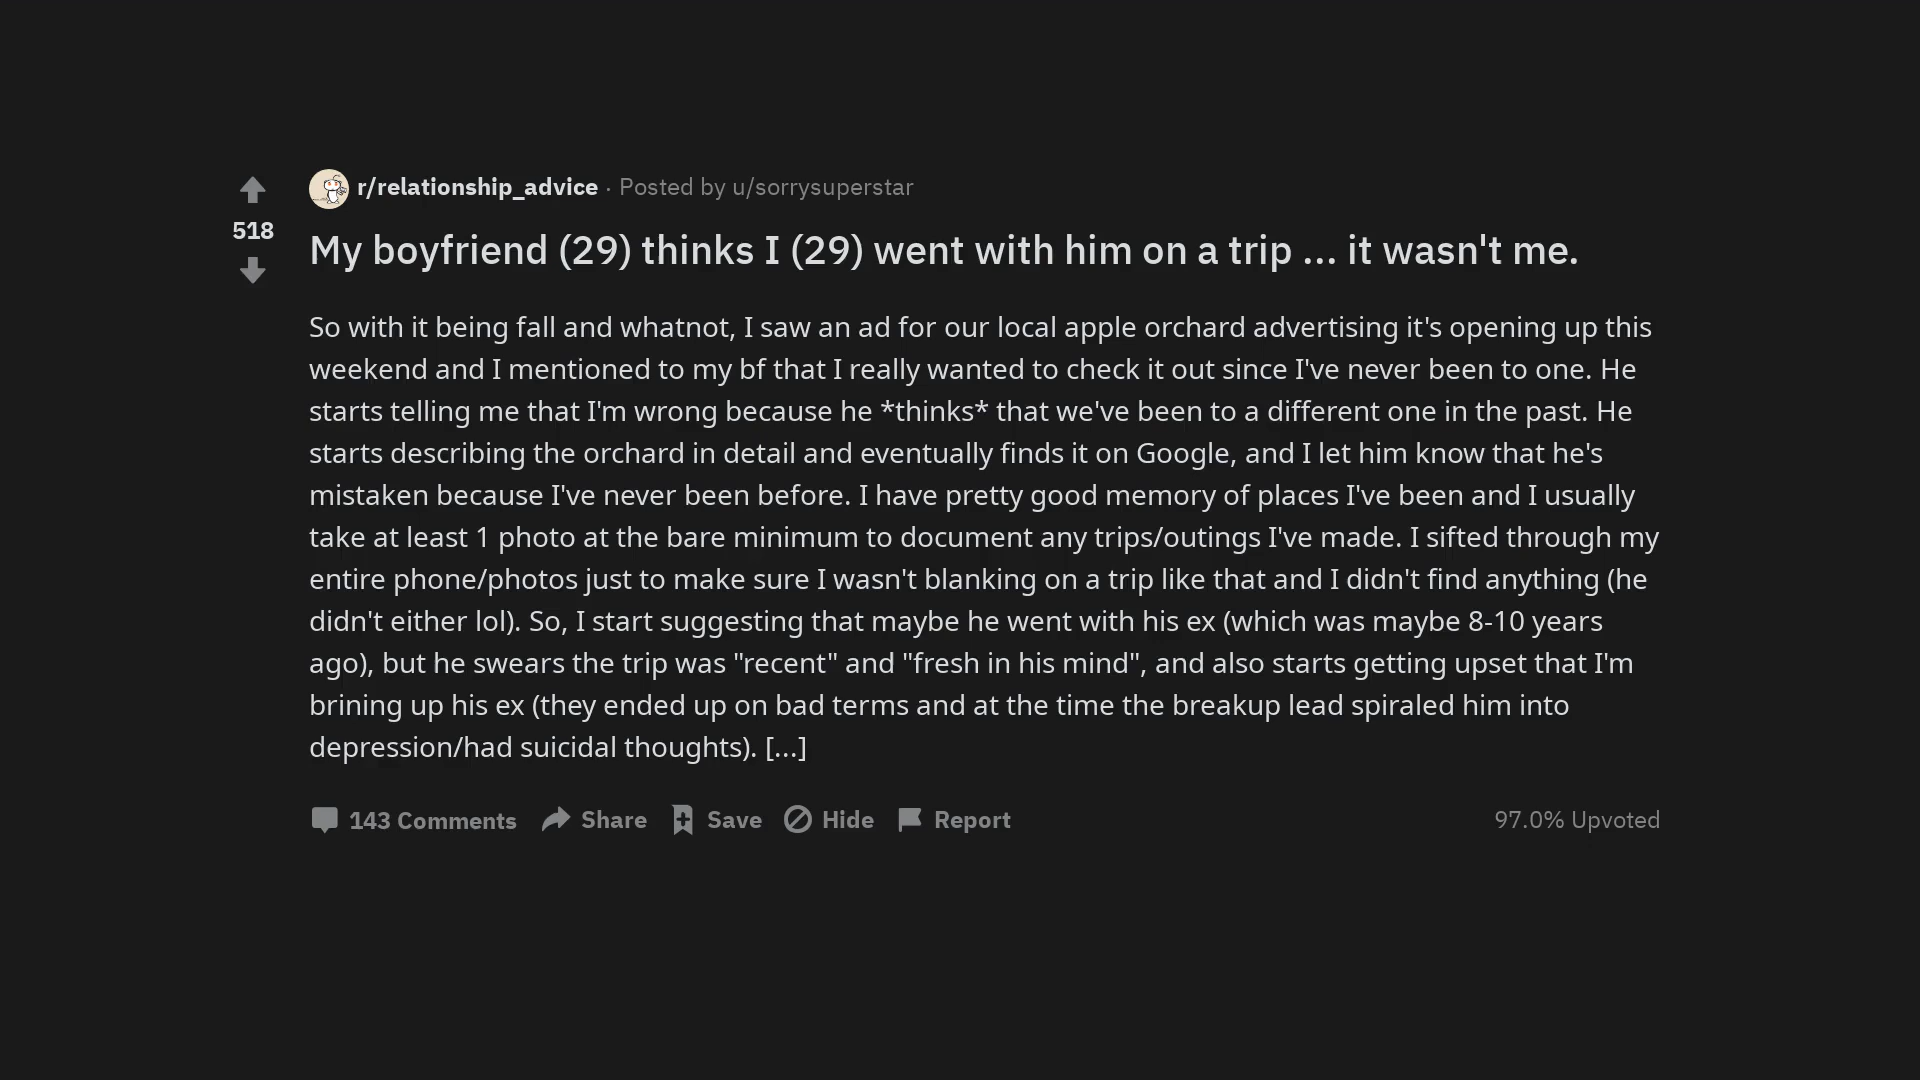 r/relationship_advice · Posted by u/sorrysuperstar
518
My boyfriend (29) thinks I (29) went with him on a trip ... it wasn't me.
So with it being fall and whatnot, I saw an ad for our local apple orchard advertising it's opening up this
weekend and I mentioned to my bf that I really wanted to check it out since I've never been to one. He
starts telling me that I'm wrong because he *thinks* that we've been to a different one in the past. He
starts describing the orchard in detail and eventually finds it on Google, and I let him know that he's
mistaken because I've never been before. I have pretty good memory of places I've been and I usually
take at least 1 photo at the bare minimum to document any trips/outings I've made. I sifted through my
entire phone/photos just to make sure I wasn't blanking on a trip like that and I didn't find anything (he
didn't either lol). So, I start suggesting that maybe he went with his ex (which was maybe 8-10 years
ago), but he swears the trip was "recent" and "fresh in his mind", and also starts getting upset that I'm
brining up his ex (they ended up on bad terms and at the time the breakup lead spiraled him into
depression/had suicidal thoughts). [...]
143 Comments Share Save Hide Report 97.0% Upvoted